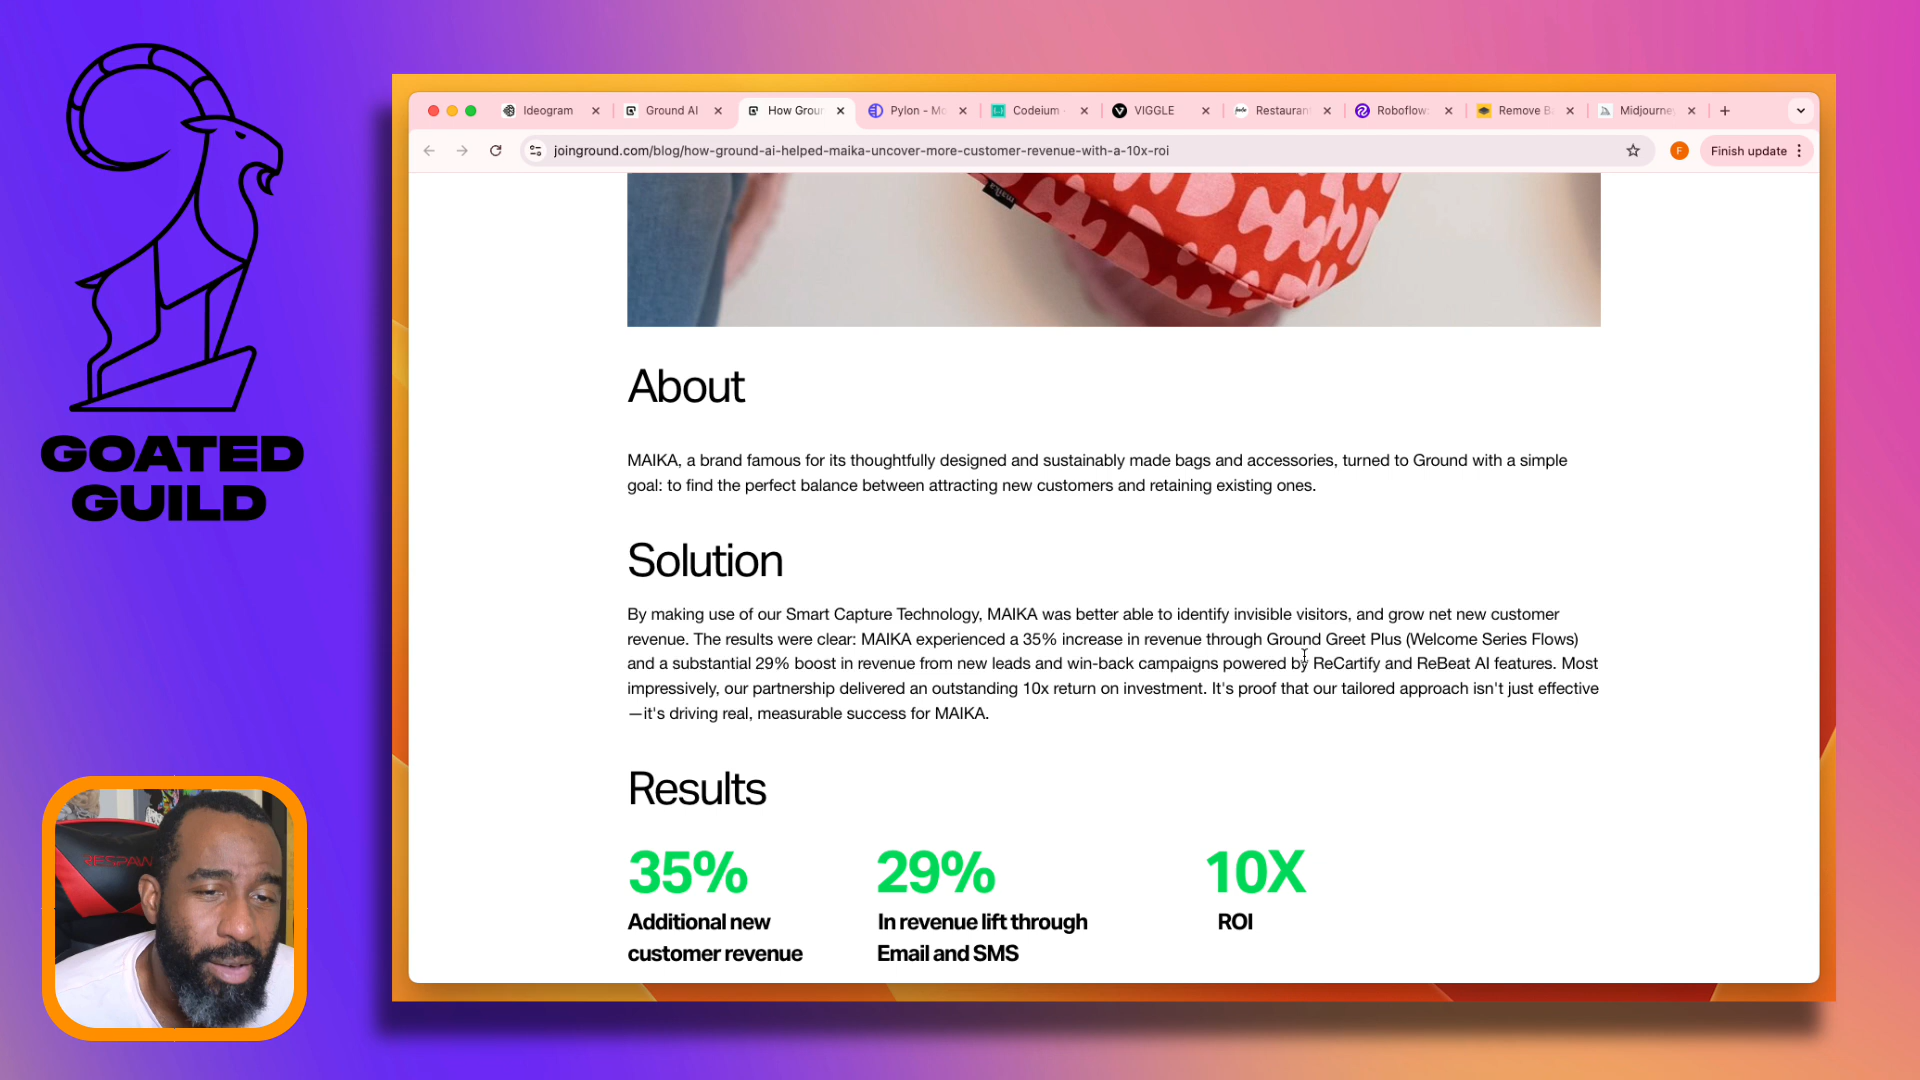 GOATED
GUILD
Ideogram
Ground AI
How Groun
Pylon - Mo
Codeium -
VIGGLE
Restauran
Roboflow:
Remove B
Midjourne
joinground.com/blog/how-ground-ai-helped-maika-uncover-more-customer-revenue-with-a-10x-roi
F
Finish update
maika
About
MAIKA, a brand famous for its thoughtfully designed and sustainably made bags and accessories, turned to Ground with a simple
goal: to find the perfect balance between attracting new customers and retaining existing ones.
Solution
By making use of our Smart Capture Technology, MAIKA was better able to identify invisible visitors, and grow net new customer
revenue. The results were clear: MAIKA experienced a 35% increase in revenue through Ground Greet Plus (Welcome Series Flows)
and a substantial 29% boost in revenue from new leads and win-back campaigns powered by ReCartify and ReBeat AI features. Most
impressively, our partnership delivered an outstanding 10x return on investment. It's proof that our tailored approach isn't just effective
—it's driving real, measurable success for MAIKA.
Results
35%
29%
10X
Additional new
customer revenue
In revenue lift through
Email and SMS
ROI
RESPAWN